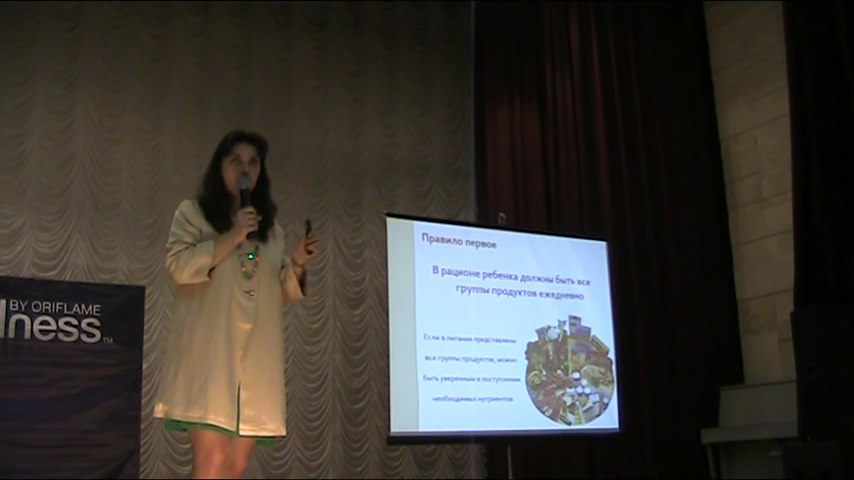 BY ORIFLAME
lness™
Правило первое
В рационе ребенка должны быть все
группы продуктов ежедневно
Если в питании представлены
все группы продуктов, можно
быть уверенным в поступлении
необходимых нутриентов